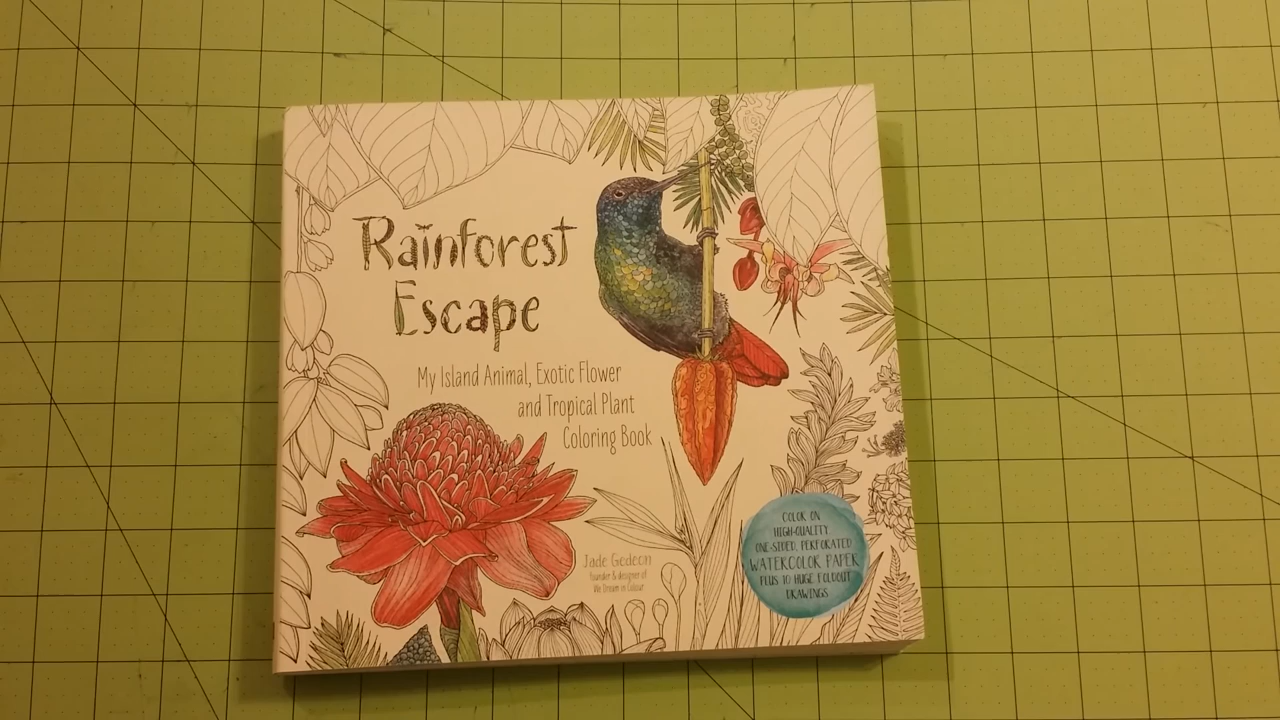 Rainforest
Escape
My Island Animal, Exotic Flower
and Tropical Plant
Coloring Book
Jade Gedeon
founder & designer of
We Dream in Colour
COLOR ON
HIGH-QUALITY
ONE-SIDED, PERFORATED
WATERCOLOR PAPER
PLUS 10 HUGE FOLDOUT
DRAWINGS